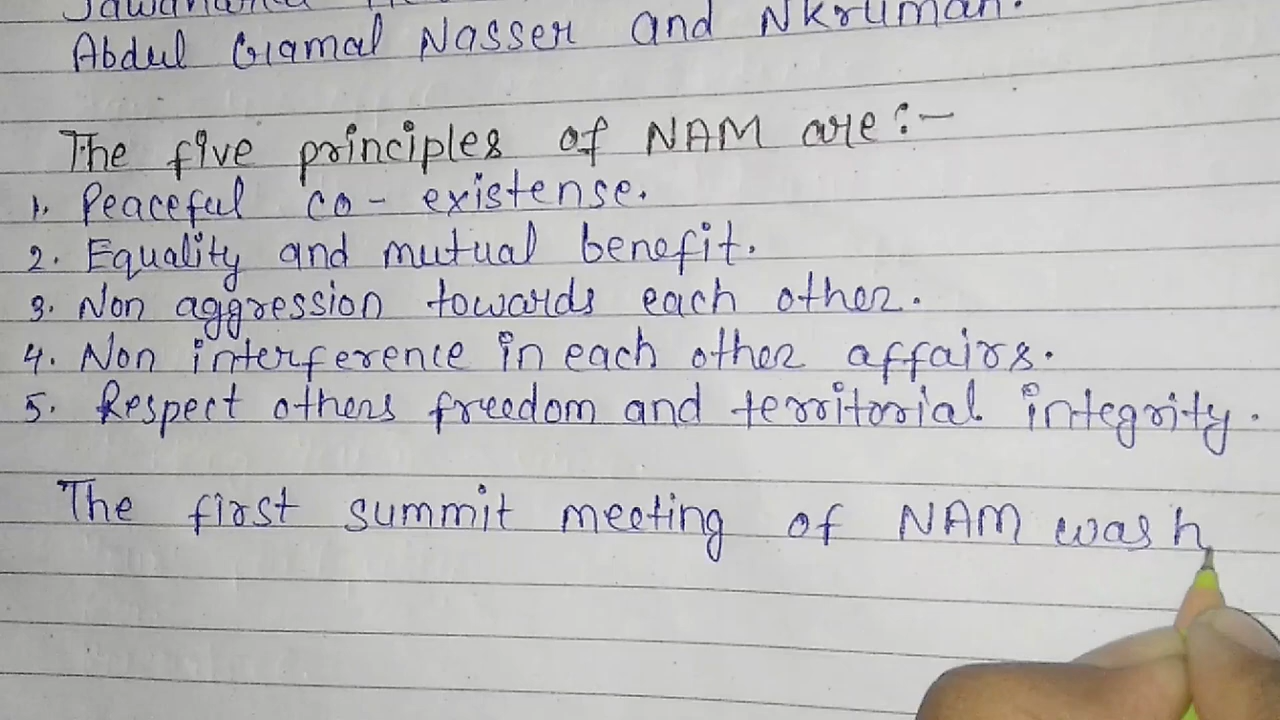 Abdul Gamal Nasser and Nkrumah.
The five principles of NAM are:-
1. Peaceful co-existense.
2. Equality and mutual benefit.
3. Non aggression towards each other.
4. Non interference in each other affairs.
5. Respect others freedom and territorial integrity.
The first summit meeting of NAM was h